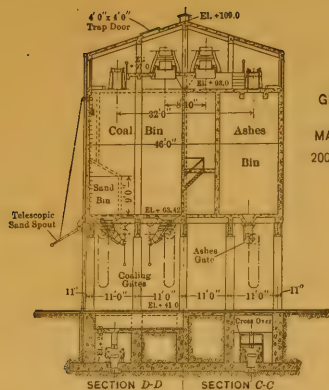 4'0"x 4'0"
Trap Door
El. +109.0
El. +98.0
8'10"
32'0"
Coal Bin
Ashes
Bin
46'0"
Sand
Bin
9'0"
El. + 63.42
Telescopic
Sand Spout
Ashes
Gate
Coaling
Gates
11"
11'0"
11'0"
11'0"
11'0"
11"
El. + 41.0
Cross Over
SECTION D-D
SECTION C-C
G
MA
200